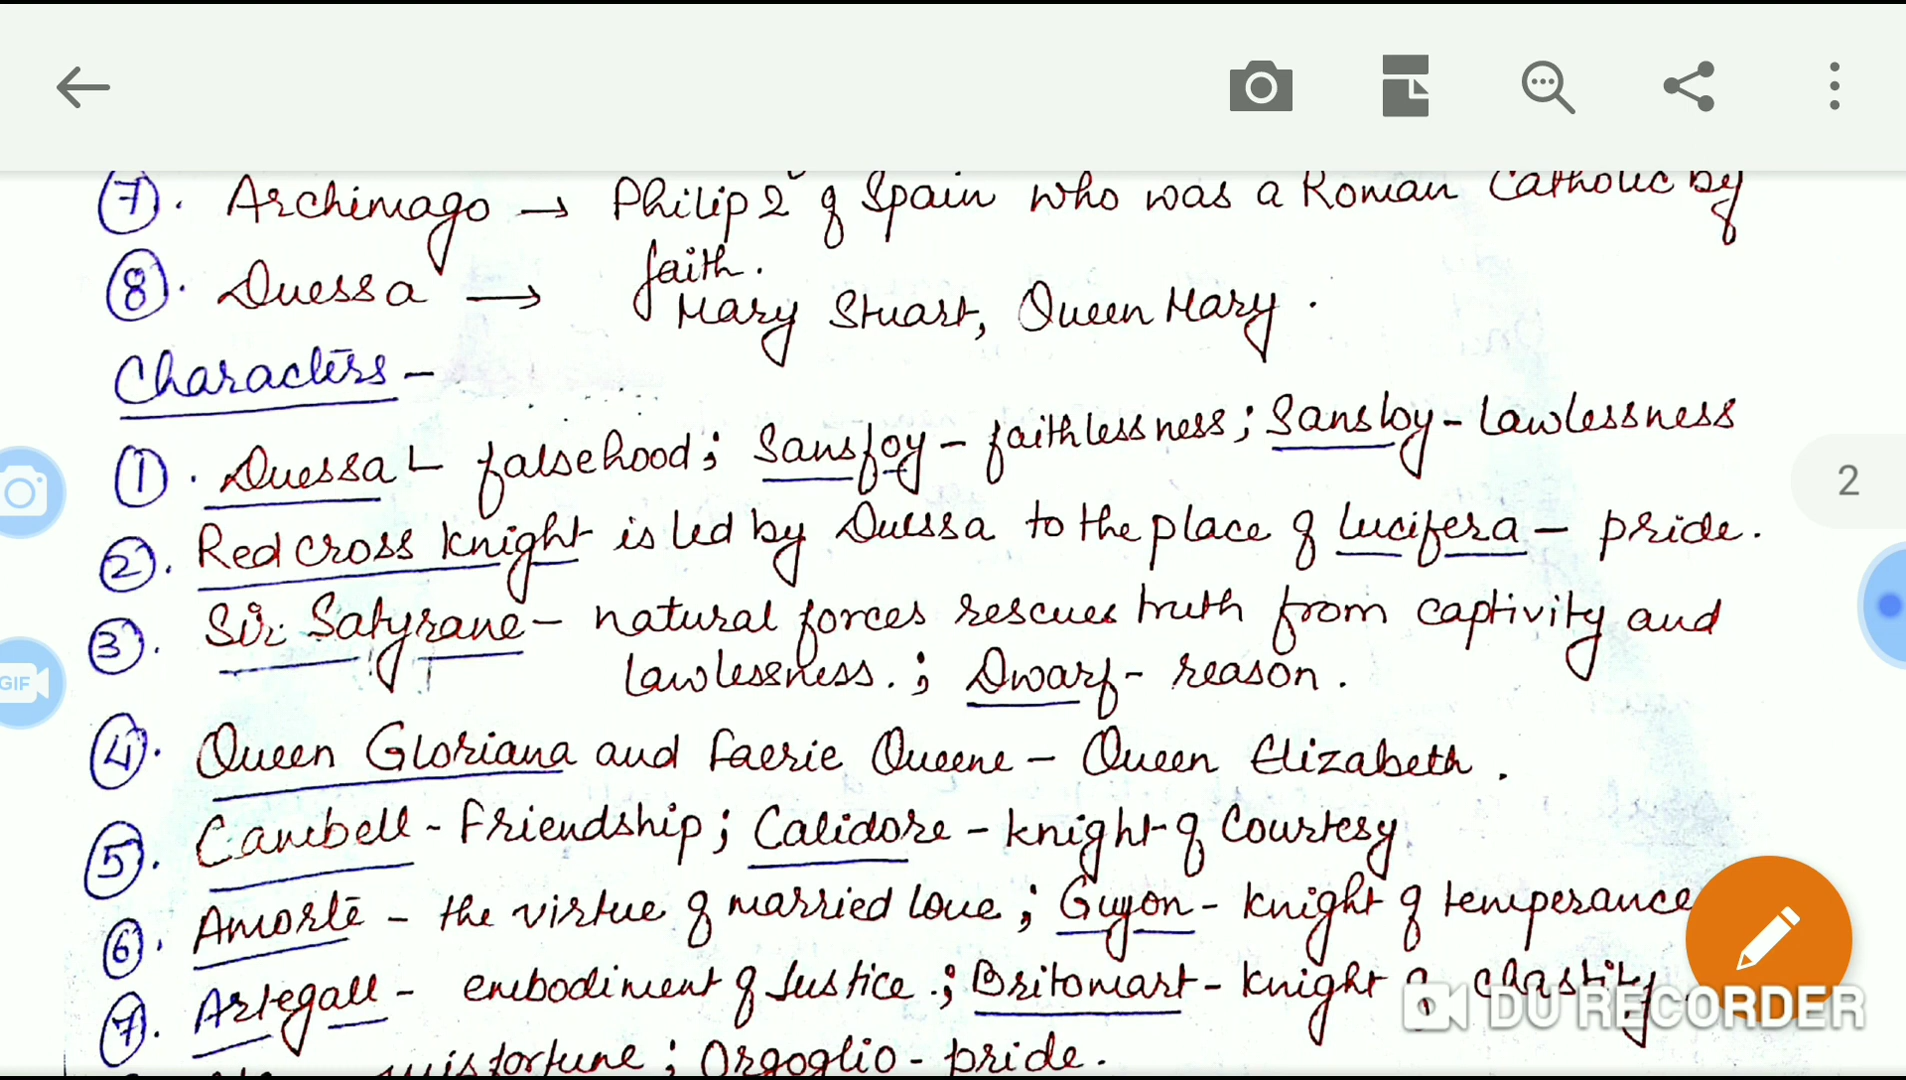 7. Archimago → Philip 2 of Spain who was a Roman Catholic by
faith.
8. Duessa → Mary Stuart, Queen Mary.
Characters -
1. Duessa - falsehood; Sansfoy - faithlessness; Sansloy - Lawlessness
2
2. Red cross Knight is led by Duessa to the place of Lucifera - pride.
3. Sir Satyrane - natural forces rescues truth from captivity and
lawlessness.; Dwarf - reason.
GIF
4. Queen Gloriana and Faerie Queene - Queen Elizabeth.
5. Cambell - Friendship; Calidore - knight of Courtesy
6. Amorte - the virtue of married love; Guyon - knight of temperance
7. Artegall - embodiment of Justice.; Britomart - knight of chastity
DU RECORDER
misfortune; Orgoglio - pride.